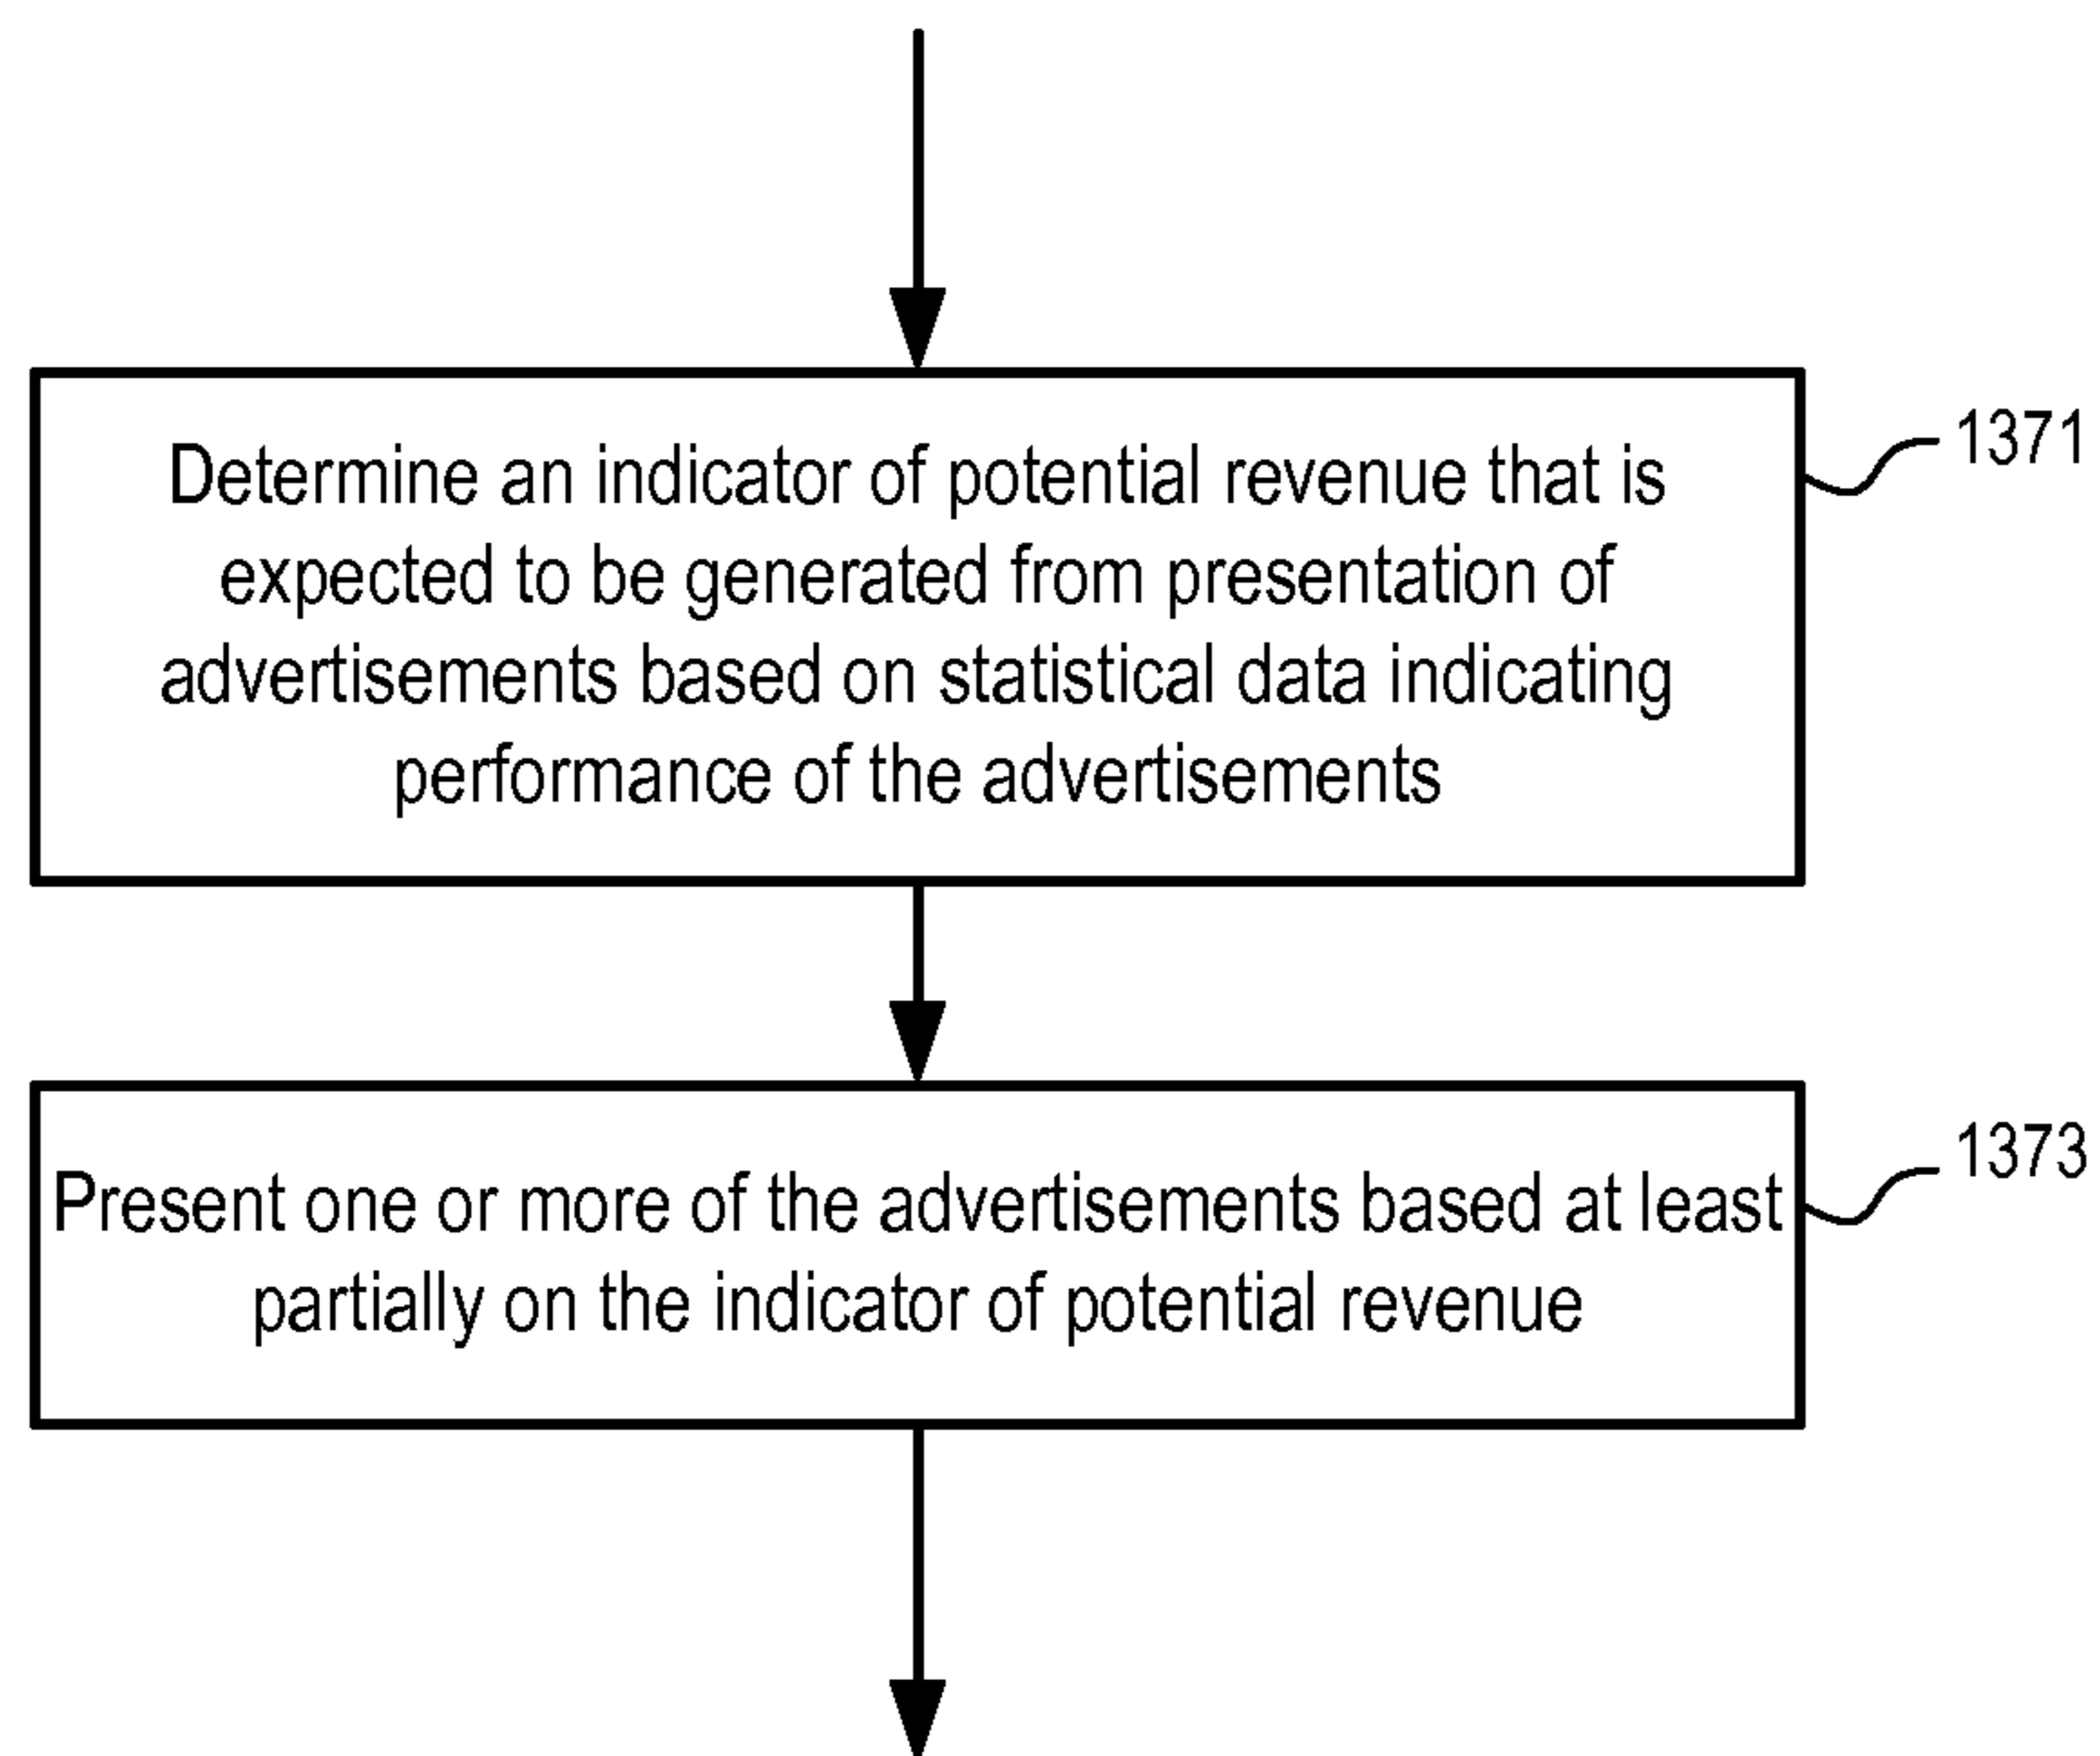 Determine an indicator of potential revenue that is
expected to be generated from presentation of
advertisements based on statistical data indicating
performance of the advertisements
1371
Present one or more of the advertisements based at least
partially on the indicator of potential revenue
1373